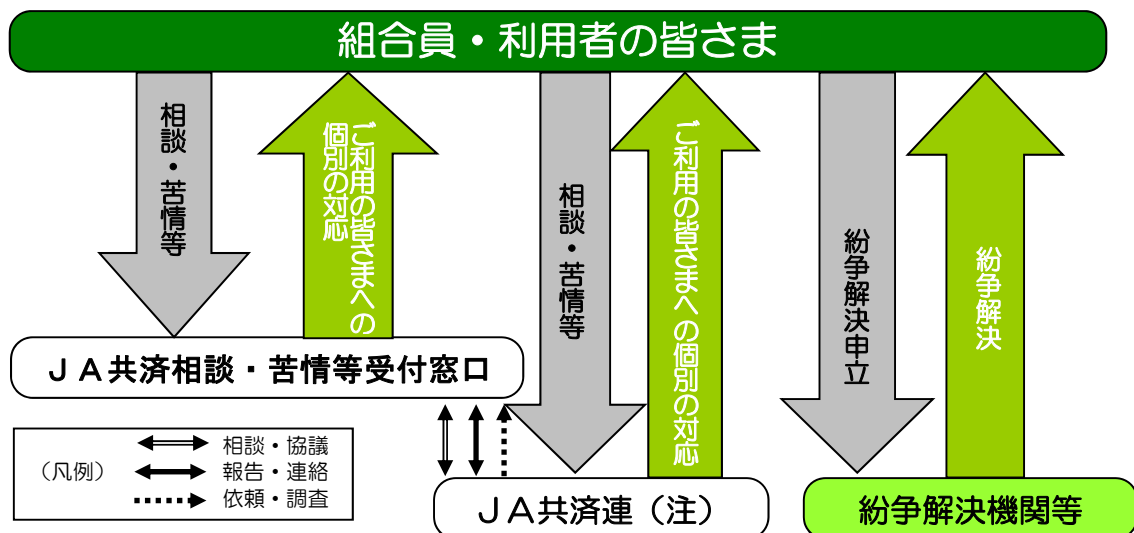 組合員・利用者の皆さま
相談・苦情等
ご利用の皆さまへの
個別の対応
相談・苦情等
ご利用の皆さまへの個別の対応
紛争解決申立
紛争解決
ＪＡ共済相談・苦情等受付窓口
（凡例）
相談・協議
報告・連絡
依頼・調査
ＪＡ共済連（注）
紛争解決機関等